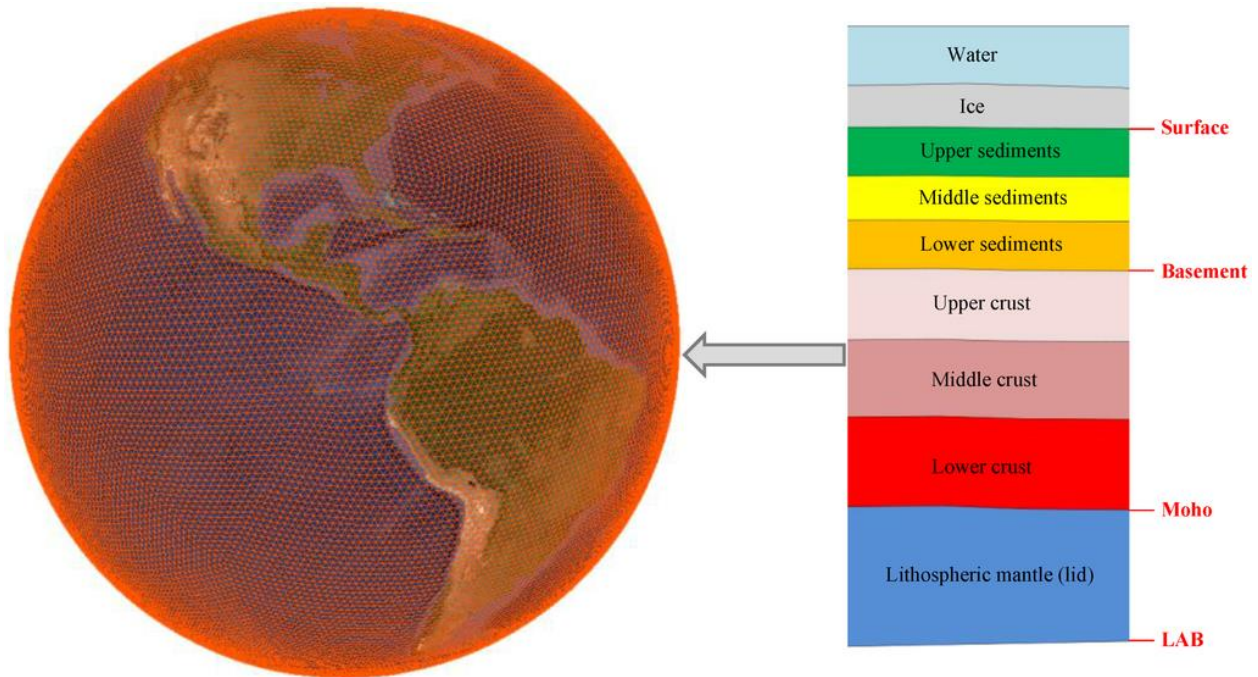 Water
Ice
Surface
Upper sediments
Middle sediments
Lower sediments
Basement
Upper crust
Middle crust
Lower crust
Moho
Lithospheric mantle (lid)
LAB